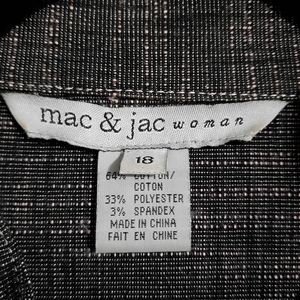 mac & jac woman
18
64% COTTON/
COTON
33% POLYESTER
3% SPANDEX
MADE IN CHINA
FAIT EN CHINE